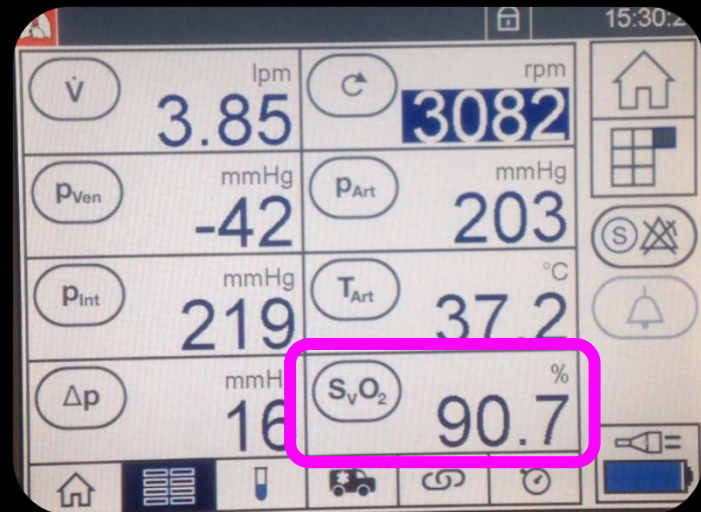 15:30:2
V̇ lpm 3.85
rpm 3082
pVen mmHg -42
pArt mmHg 203
pInt mmHg 219
TArt °C 37.2
Δp mmH 16
SvO₂ % 90.7
S